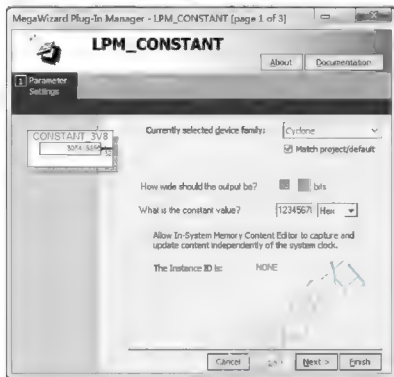 MegaWizard Plug-In Manager - LPM_CONSTANT [page 1 of 3]
LPM_CONSTANT
About Documentation
1 Parameter
Settings
CONSTANT_3V8
Currently selected device family: Cyclone
Match project/default
How wide should the output be? bits
What is the constant value? 1234567 Hex
Allow In-System Memory Content Editor to capture and
update content independently of the system clock.
The Instance ID is: NONE
Cancel Next > Finish